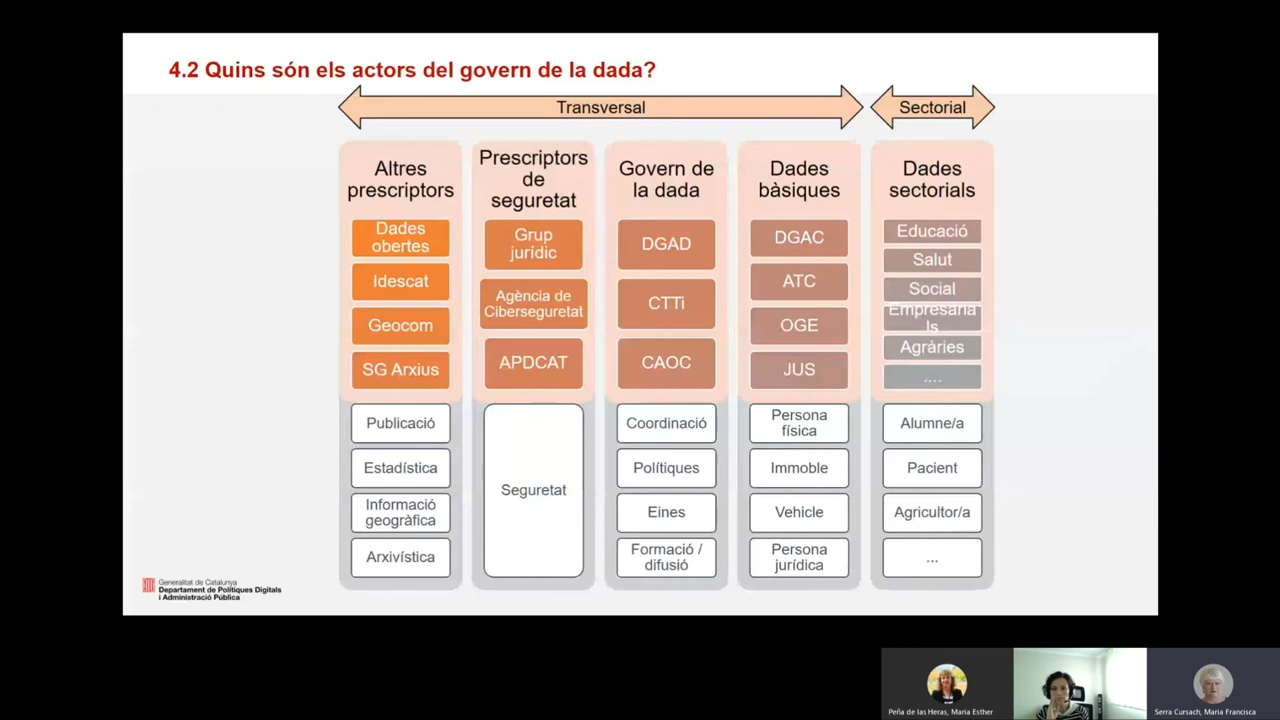 4.2 Quins són els actors del govern de la dada?
Transversal
Sectorial
Altres
prescriptors
Dades
obertes
Idescat
Geocom
SG Arxius
Publicació
Estadística
Informació
geogràfica
Arxivística
Prescriptors
de
seguretat
Grup
jurídic
Agència de
Ciberseguretat
APDCAT
Seguretat
Govern de
la dada
DGAD
CTTi
CAOC
Coordinació
Polítiques
Eines
Formació /
difusió
Dades
bàsiques
DGAC
ATC
OGE
JUS
Persona
física
Immoble
Vehicle
Persona
jurídica
Dades
sectorials
Educació
Salut
Social
Empresaria
ls
Agràries
....
Alumne/a
Pacient
Agricultor/a
...
Generalitat de Catalunya
Departament de Polítiques Digitals
i Administració Pública
Peña de las Heras, Maria Esther
Serra Cursach, Maria Francisca